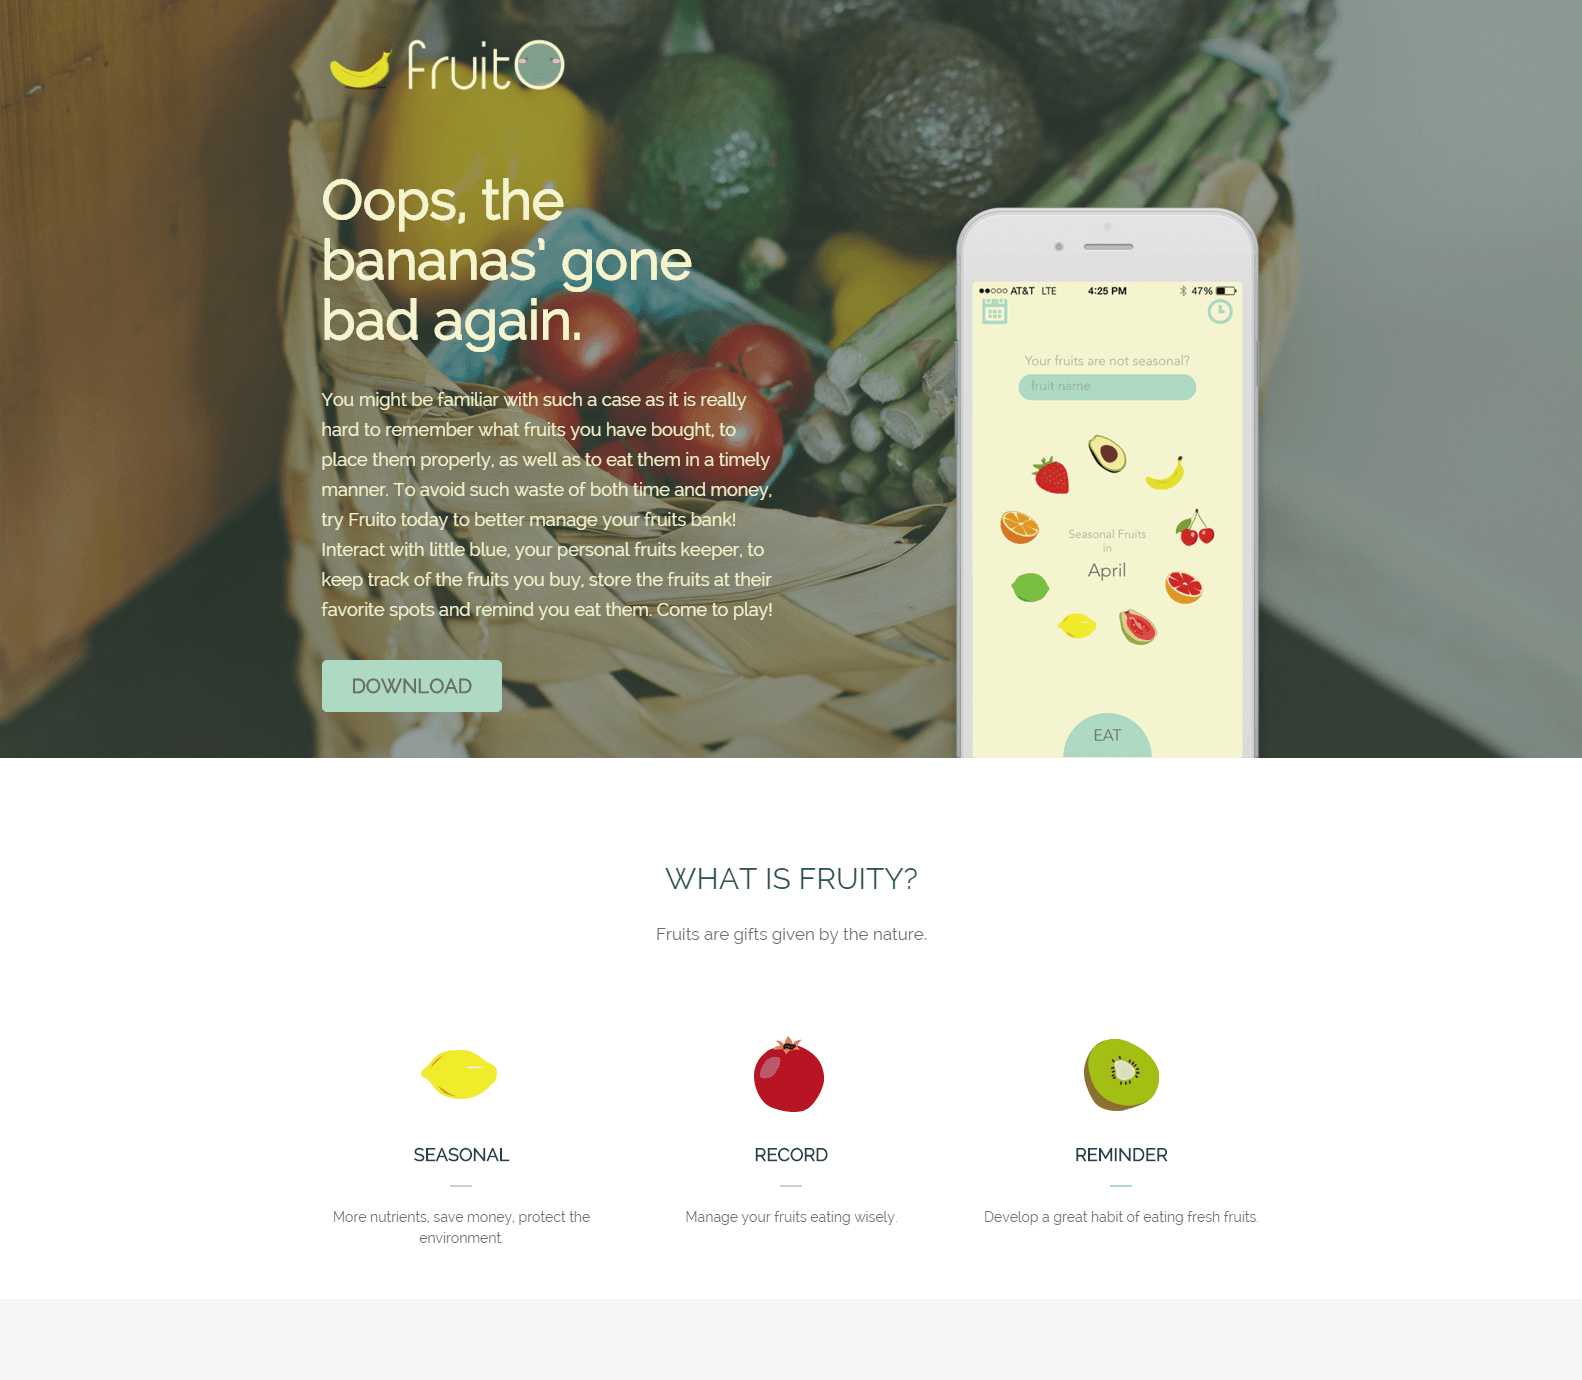 fruitO
Oops, the
bananas' gone
bad again.
You might be familiar with such a case as it is really
hard to remember what fruits you have bought, to
place them properly, as well as to eat them in a timely
manner. To avoid such waste of both time and money,
try Fruito today to better manage your fruits bank!
Interact with little blue, your personal fruits keeper, to
keep track of the fruits you buy, store the fruits at their
favorite spots and remind you eat them. Come to play!
DOWNLOAD
AT&T LTE 4:25 PM 47%
Your fruits are not seasonal?
fruit name
Seasonal Fruits
in
April
EAT
WHAT IS FRUITY?
Fruits are gifts given by the nature.
SEASONAL
More nutrients, save money, protect the
environment.
RECORD
Manage your fruits eating wisely.
REMINDER
Develop a great habit of eating fresh fruits.